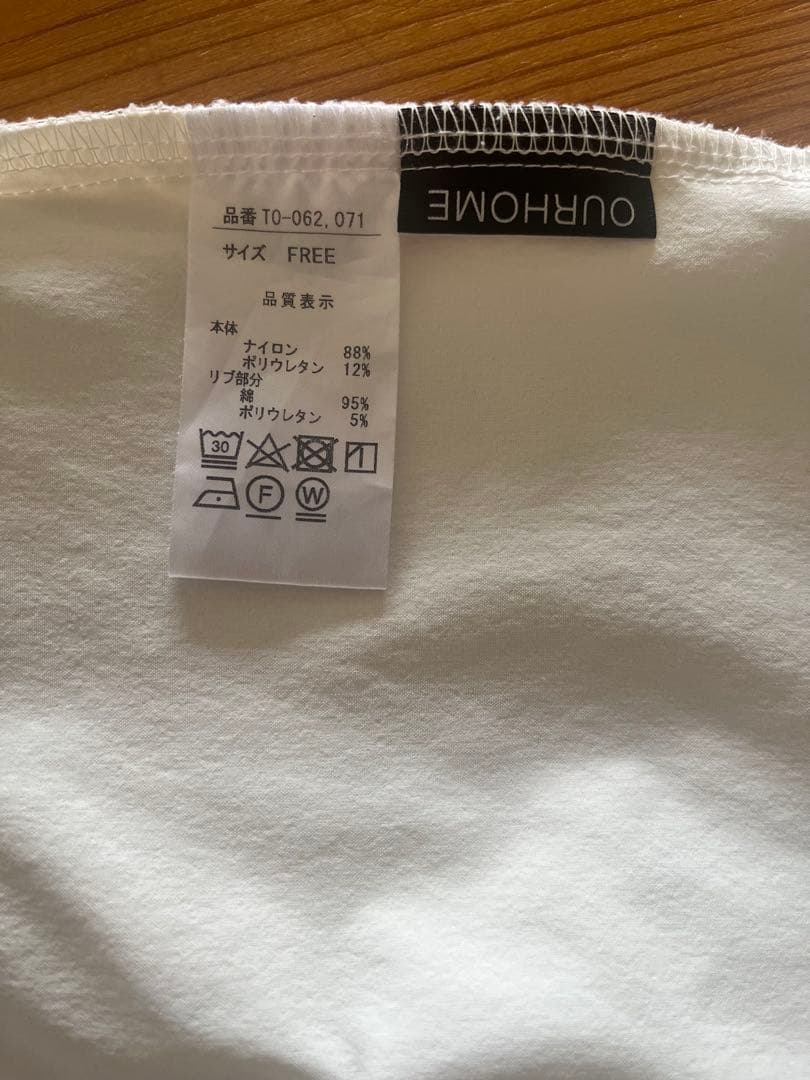 品番 TO-062,071
サイズ FREE
品質表示
本体
ナイロン 88%
ポリウレタン 12%
リブ部分
綿 95%
ポリウレタン 5%
30
F W
OURHOME